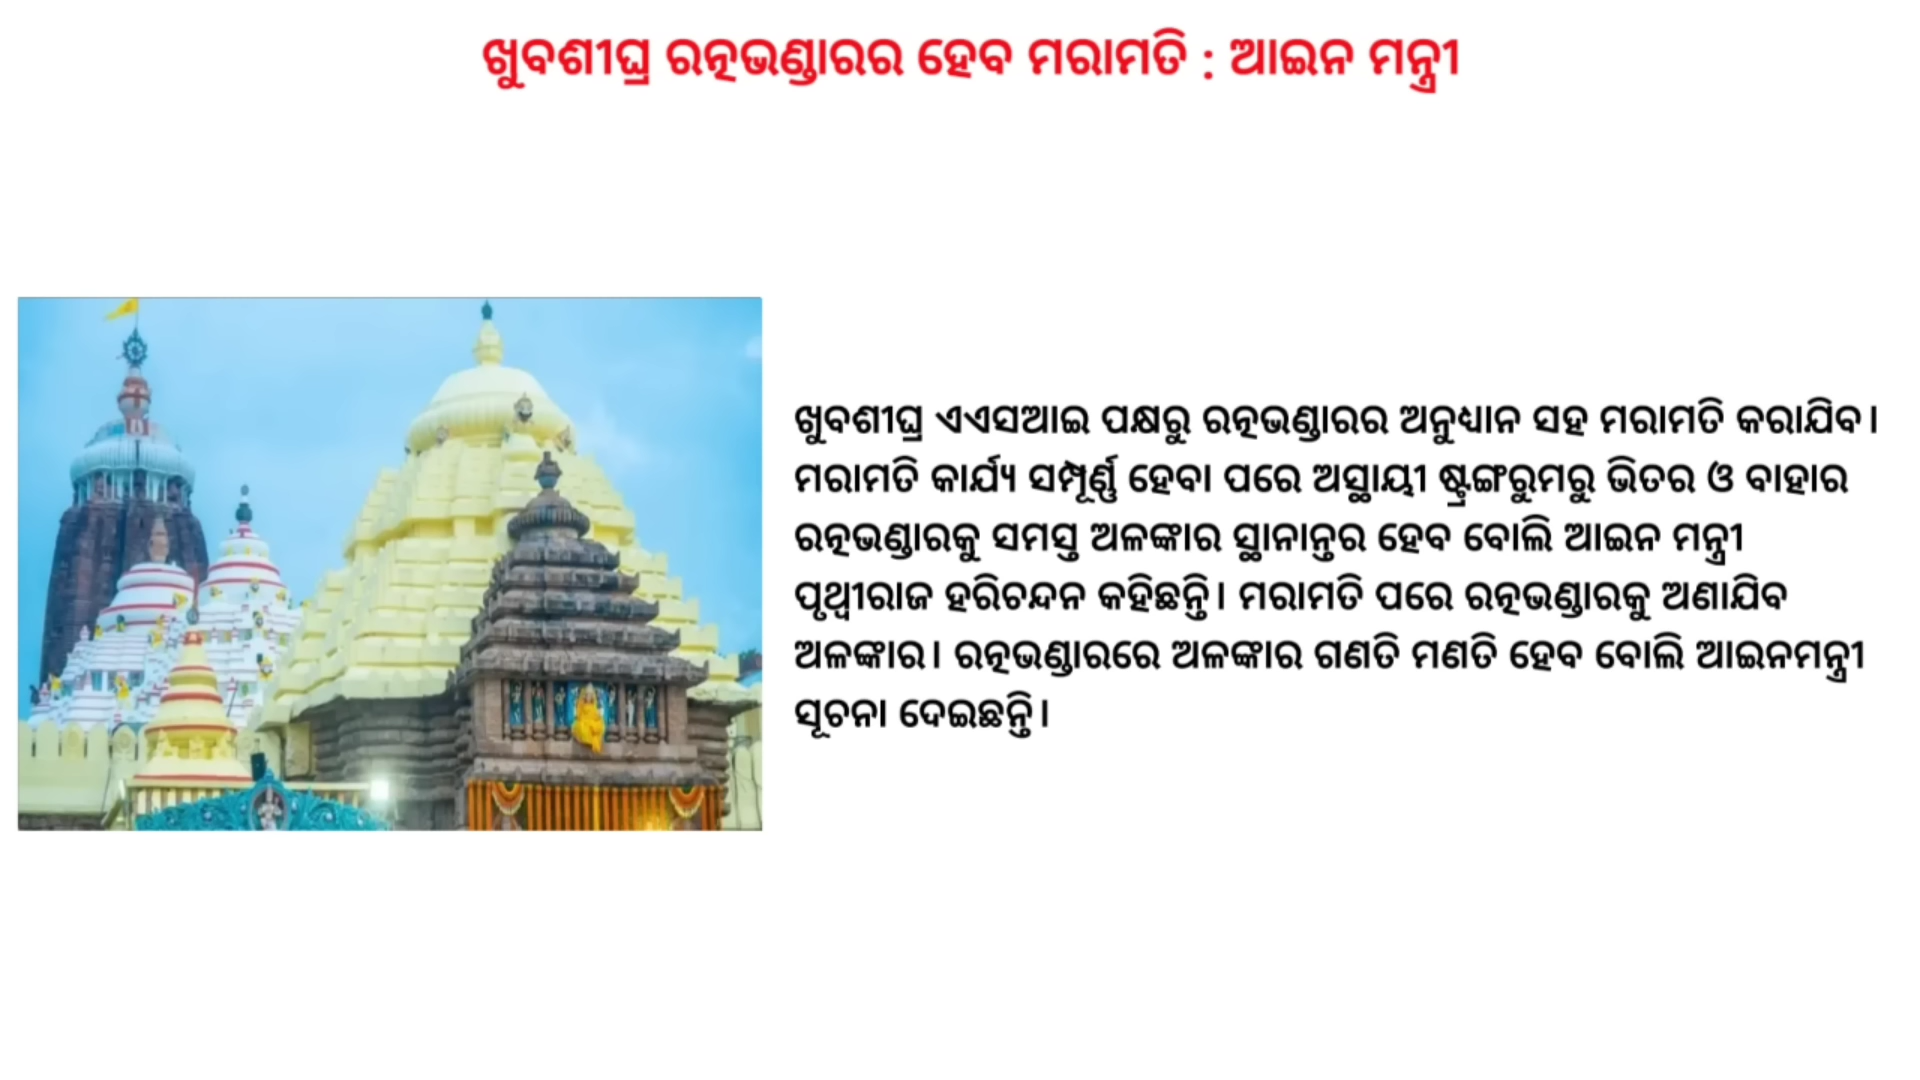 ଖୁବଶୀଘ୍ର ରତ୍ନଭଣ୍ଡାରର ହେବ ମରାମତି : ଆଇନ ମନ୍ତ୍ରୀ
ଖୁବଶୀଘ୍ର ଏଏସଆଇ ପକ୍ଷରୁ ରତ୍ନଭଣ୍ଡାରର ଅନୁଧ୍ୟାନ ସହ ମରାମତି କରାଯିବ।
ମରାମତି କାର୍ଯ୍ୟ ସମ୍ପୂର୍ଣ୍ଣ ହେବା ପରେ ଅସ୍ଥାୟୀ ଷ୍ଟ୍ରଙ୍ଗରୁମରୁ ଭିତର ଓ ବାହାର
ରତ୍ନଭଣ୍ଡାରକୁ ସମସ୍ତ ଅଳଙ୍କାର ସ୍ଥାନାନ୍ତର ହେବ ବୋଲି ଆଇନ ମନ୍ତ୍ରୀ
ପୃଥ୍ୱୀରାଜ ହରିଚନ୍ଦନ କହିଛନ୍ତି। ମରାମତି ପରେ ରତ୍ନଭଣ୍ଡାରକୁ ଅଣାଯିବ
ଅଳଙ୍କାର। ରତ୍ନଭଣ୍ଡାରରେ ଅଳଙ୍କାର ଗଣତି ମଣତି ହେବ ବୋଲି ଆଇନମନ୍ତ୍ରୀ
ସୂଚନା ଦେଇଛନ୍ତି।